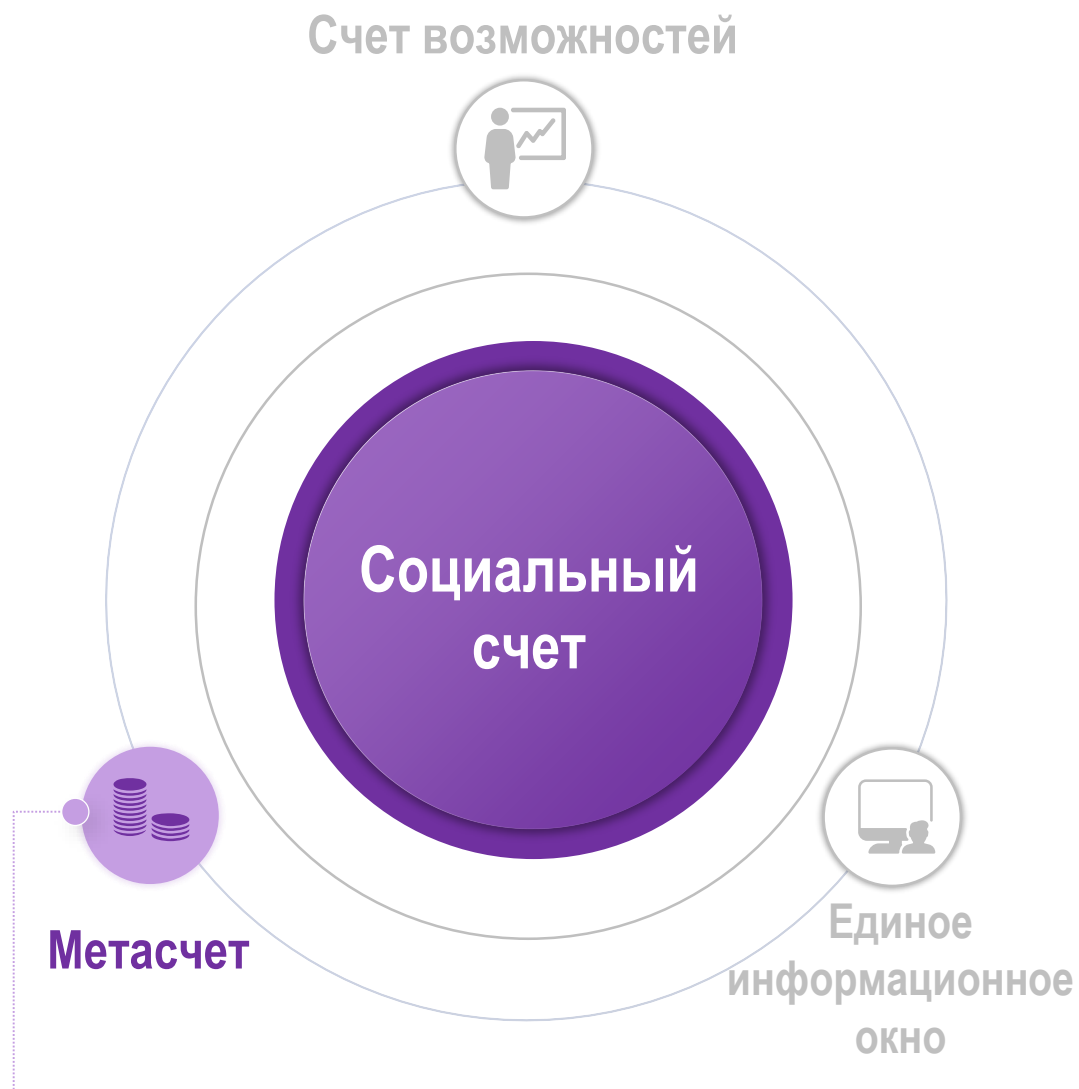 Счет возможностей
Социальный
счет
Метасчет
Единое
информационное
окно